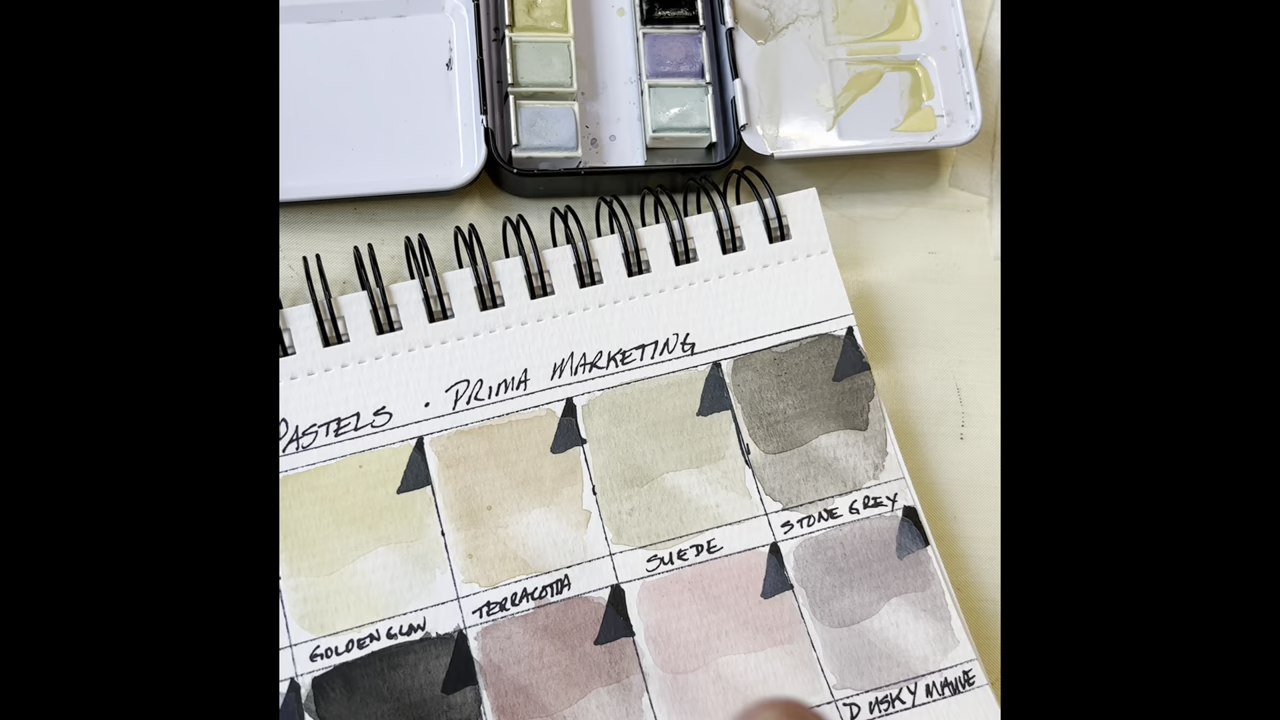 PASTELS · PRIMA MARKETING
GOLDEN GLOW
TERRACOTTA
SUEDE
STONE GREY
DUSKY MAUVE